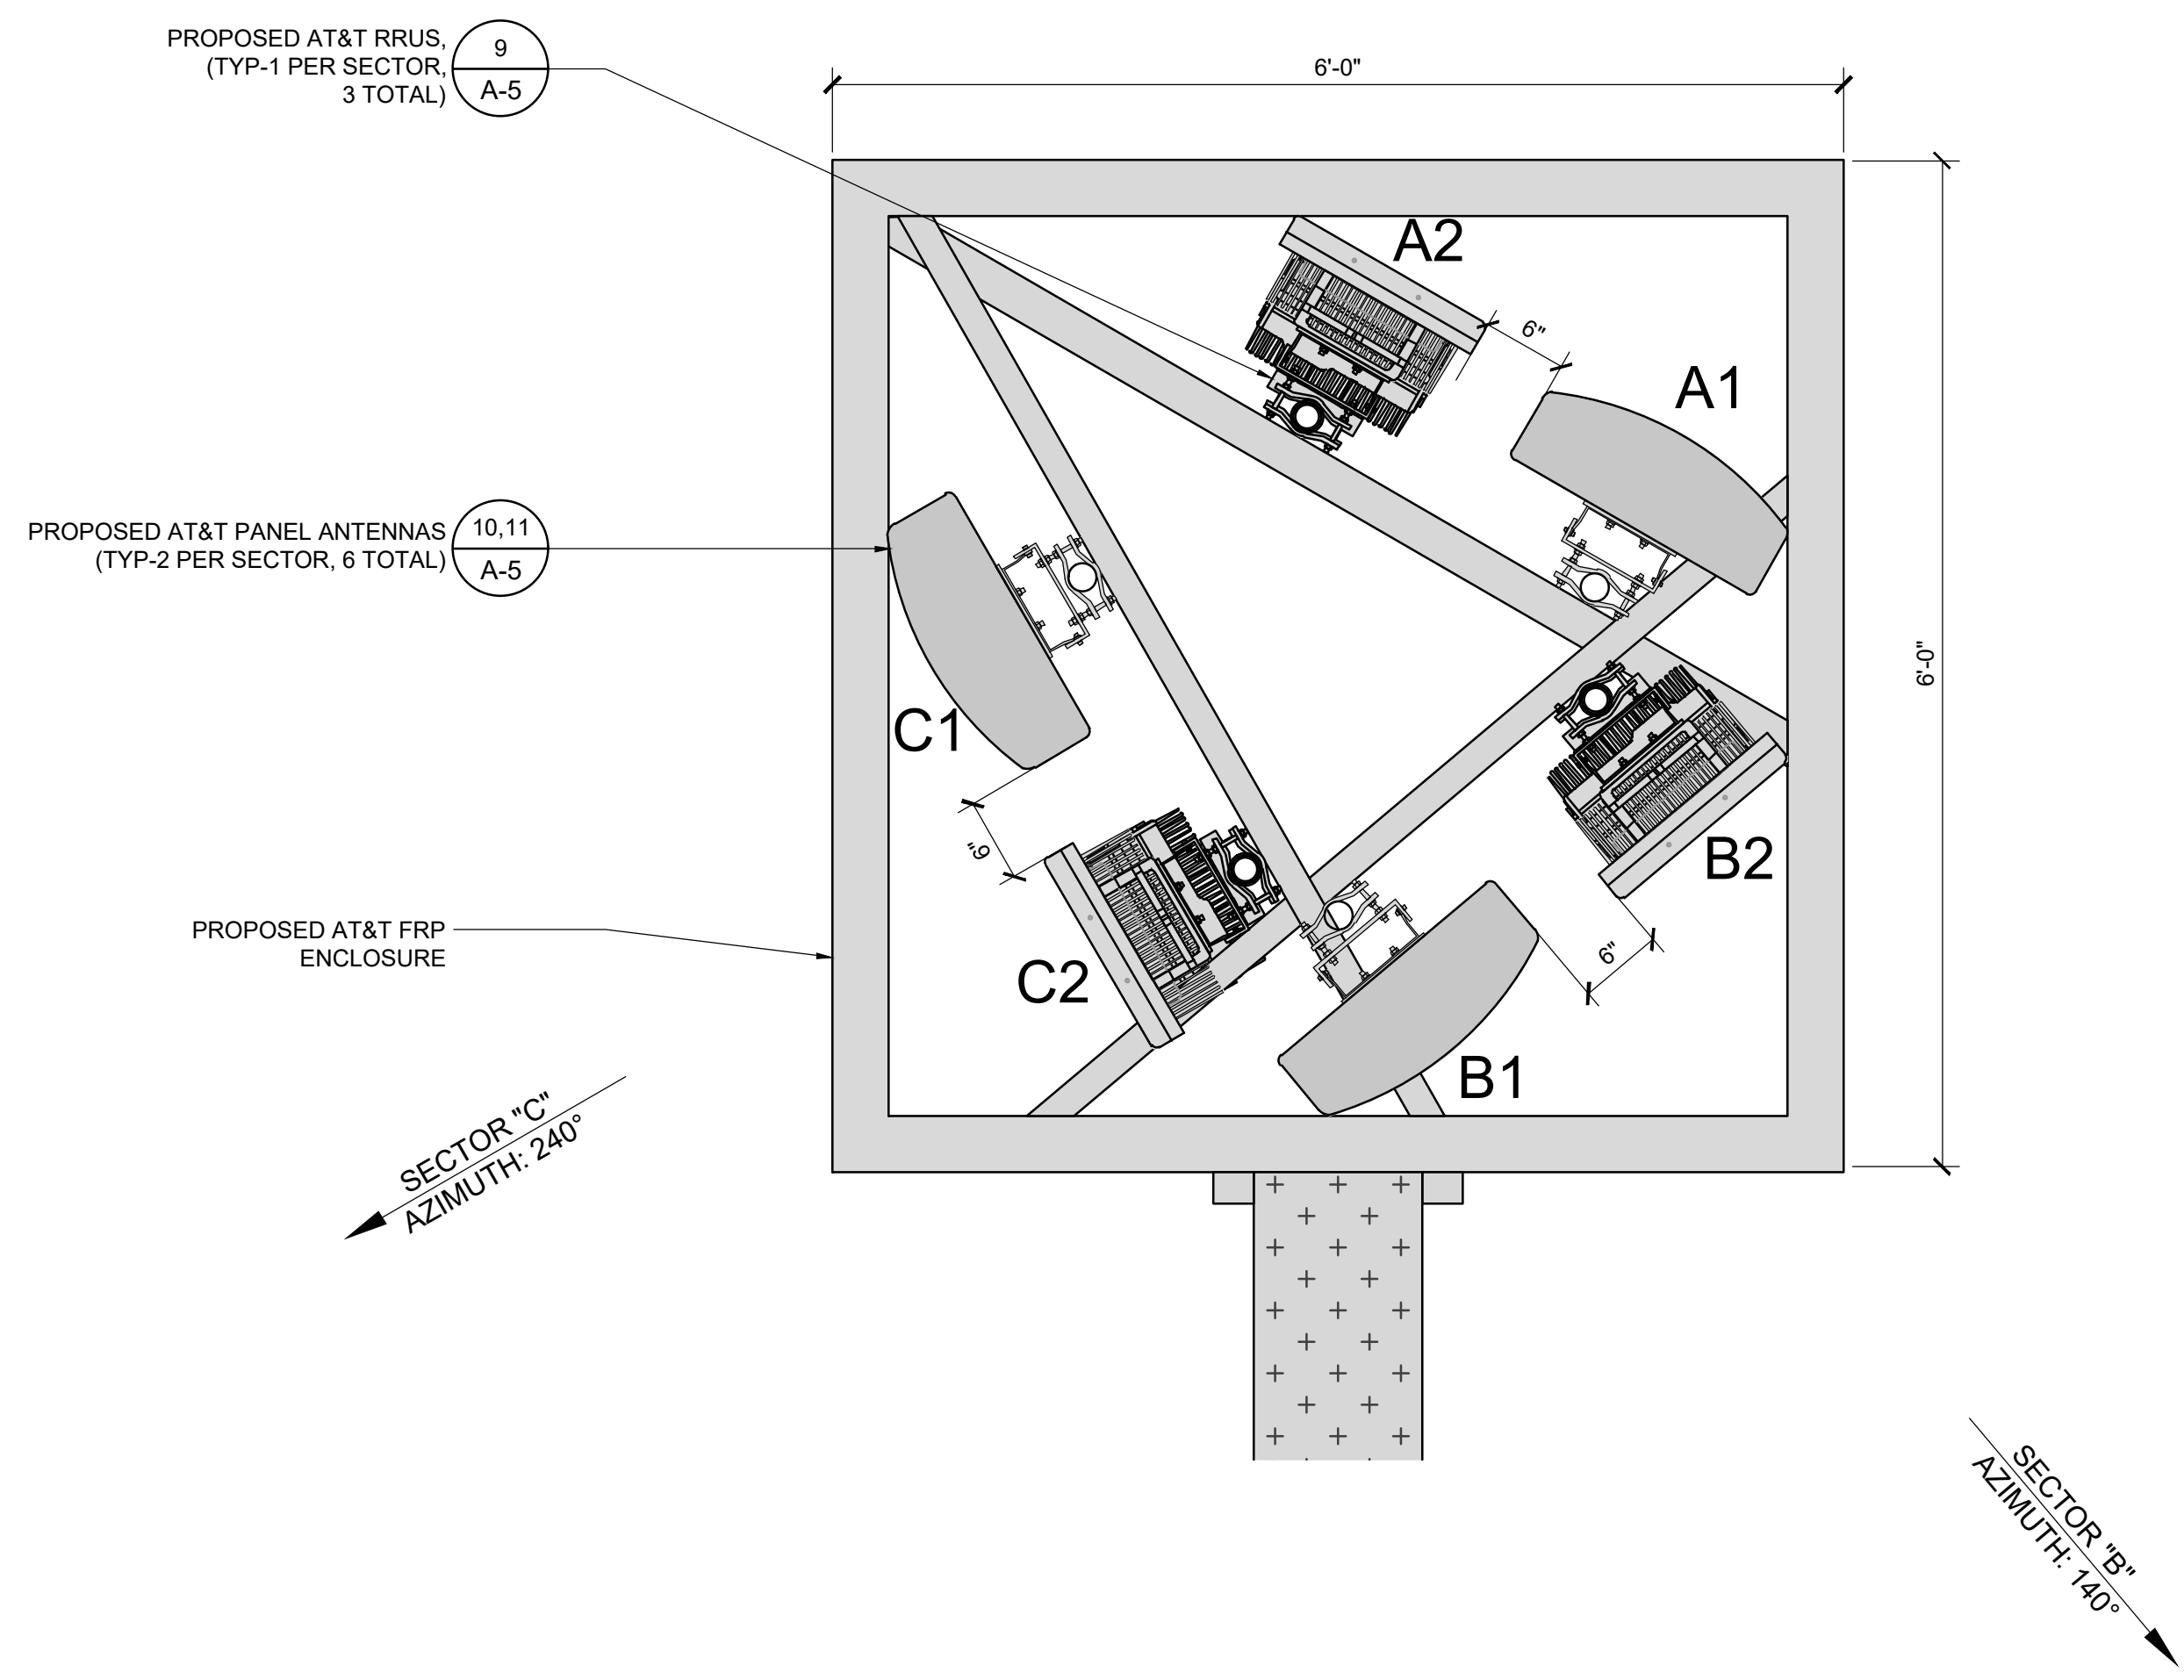 PROPOSED AT&T RRUS,
(TYP-1 PER SECTOR,
3 TOTAL)
9
A-5
6'-0"
A2
6"
A1
6'-0"
PROPOSED AT&T PANEL ANTENNAS
(TYP-2 PER SECTOR, 6 TOTAL)
10,11
A-5
C1
6"
B2
PROPOSED AT&T FRP
ENCLOSURE
C2
6"
B1
SECTOR "C"
AZIMUTH: 240°
SECTOR "B"
AZIMUTH: 140°